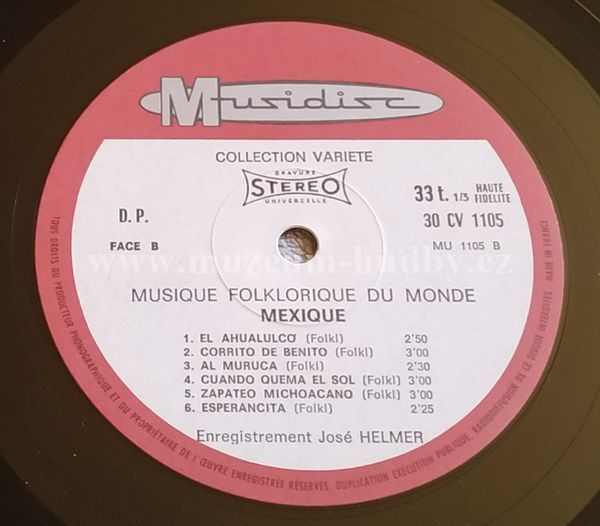 Musidisc
COLLECTION VARIETE
GRAVURE
STEREO
UNIVERSELLE
33 t. 1/3 HAUTE FIDELITE
D. P.
30 CV 1105
FACE B
MU 1105 B
www.muzeum-hudby.cz
MUSIQUE FOLKLORIQUE DU MONDE
MEXIQUE
1. EL AHUALULCO (Folkl) 2'50
2. CORRITO DE BENITO (Folkl) 3'00
3. AL MURUCA (Folkl) 2'30
4. CUANDO QUEMA EL SOL (Folkl) 3'00
5. ZAPATEO MICHOACANO (Folkl) 3'00
6. ESPERANCITA (Folkl) 2'25
Enregistrement José HELMER
TOUS DROITS DU PRODUCTEUR PHONOGRAPHIQUE ET DU PROPRIÉTAIRE DE L'ŒUVRE ENREGISTRÉE RÉSERVÉS. DUPLICATION EXÉCUTION PUBLIQUE, RADIODIFFUSION DE CE DISQUE INTERDITES
MADE IN FRANCE